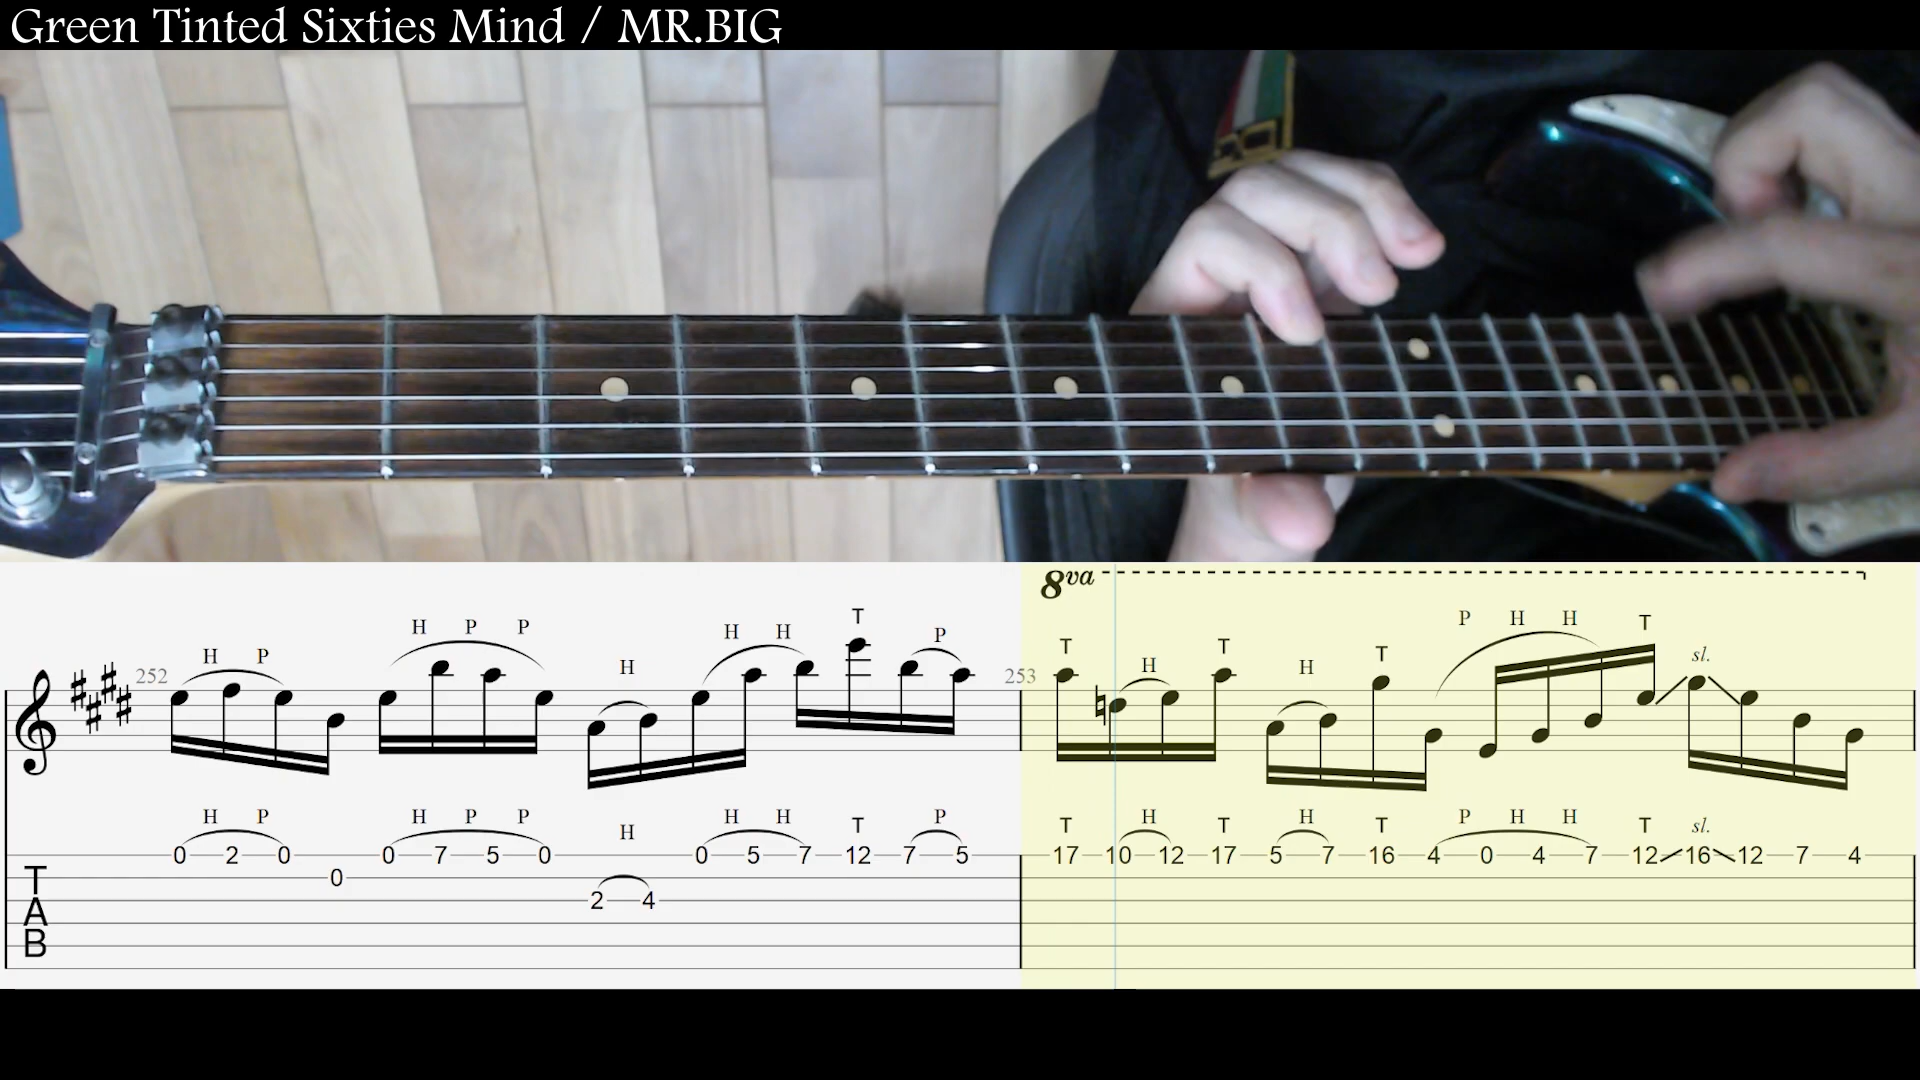 Green Tinted Sixties Mind / MR.BIG
8va
T
H P P H H P T H T P H H T
H P H T H T sl.
252 253
H P H P P H H H T P T H T H T P H H T sl.
0 2 0 0 7 5 0 0 5 7 12 7 5 17 10 12 17 5 7 16 4 0 4 7 12 16 12 7 4
T 0
A 2 4
B